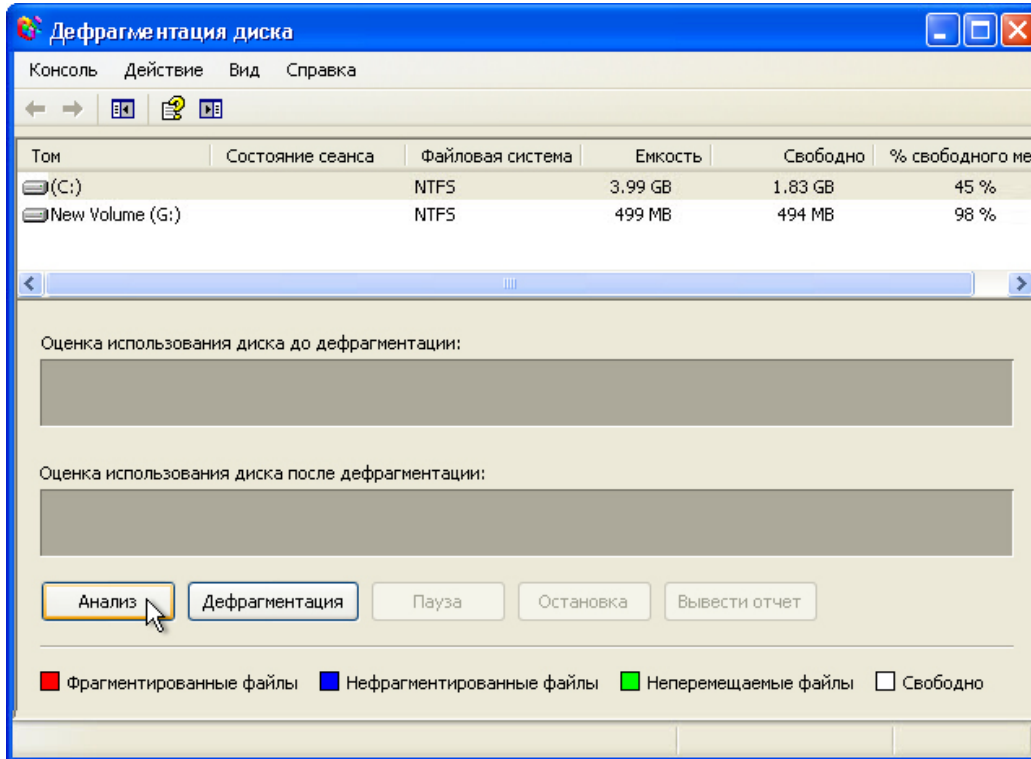 Дефрагментация диска
Консоль Действие Вид Справка
Том Состояние сеанса Файловая система Емкость Свободно % свободного ме
(C:) NTFS 3.99 GB 1.83 GB 45 %
New Volume (G:) NTFS 499 MB 494 MB 98 %
Оценка использования диска до дефрагментации:
Оценка использования диска после дефрагментации:
Анализ Дефрагментация Пауза Остановка Вывести отчет
Фрагментированные файлы Нефрагментированные файлы Неперемещаемые файлы Свободно